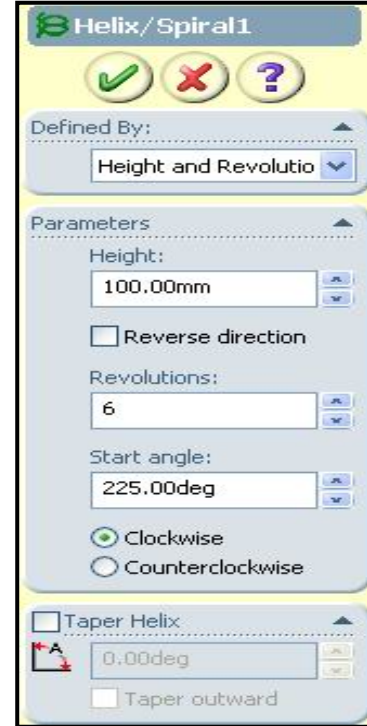 Helix/Spiral1
?
Defined By:
Height and Revolutio
Parameters
Height:
100.00mm
Reverse direction
Revolutions:
6
Start angle:
225.00deg
Clockwise
Counterclockwise
Taper Helix
A
0.00deg
Taper outward